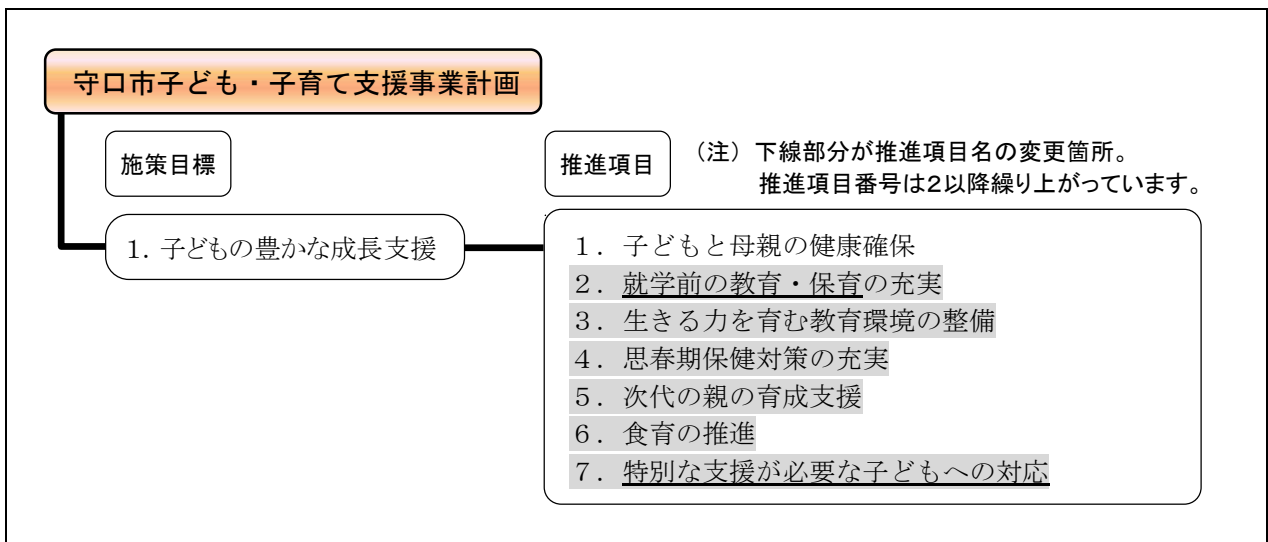 守口市子ども・子育て支援事業計画
施策目標
推進項目
（注）下線部分が推進項目名の変更箇所。
推進項目番号は２以降繰り上がっています。
1. 子どもの豊かな成長支援
１．子どもと母親の健康確保
２．就学前の教育・保育の充実
３．生きる力を育む教育環境の整備
４．思春期保健対策の充実
５．次代の親の育成支援
６．食育の推進
７．特別な支援が必要な子どもへの対応